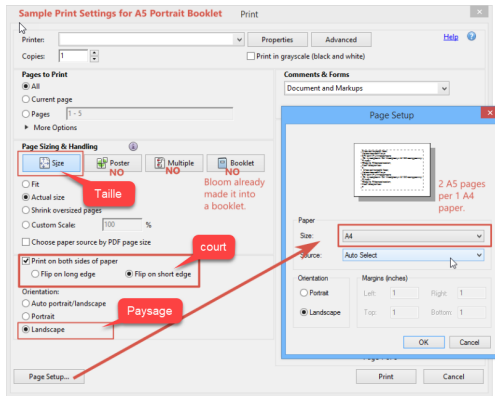 Sample Print Settings for A5 Portrait Booklet Print
Printer: Properties Advanced Help
Copies: 1 Print in grayscale (black and white)
Pages to Print
All
Current page
Pages 1 - 5
More Options
Comments & Forms
Document and Markups
Page Sizing & Handling
Size Poster Multiple Booklet
NO NO NO
Taille
Bloom already
made it into
a booklet.
Fit
Actual size
Shrink oversized pages
Custom Scale: 100 %
Choose paper source by PDF page size
court
Print on both sides of paper
Flip on long edge Flip on short edge
Orientation:
Auto portrait/landscape
Portrait
Landscape
Paysage
Page Setup
2 A5 pages
per 1 A4
paper.
Paper
Size: A4
Source: Auto Select
Orientation Margins (inches)
Portrait Left: 1 Right: 1
Landscape Top: 1 Bottom: 1
OK Cancel
Page Setup... Print Cancel